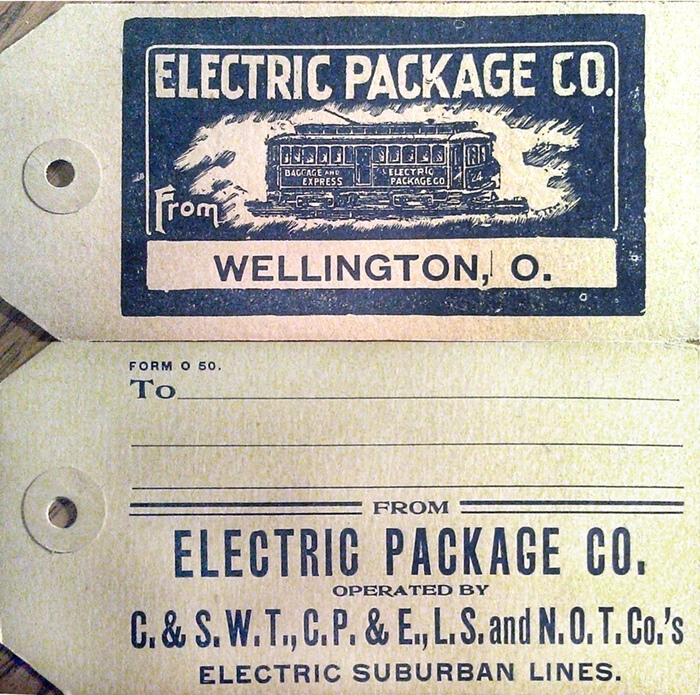 ELECTRIC PACKAGE CO.
BAGGAGE AND ELECTRIC
EXPRESS PACKAGE CO 24
From
WELLINGTON, O.
FORM O 50.
To
FROM
ELECTRIC PACKAGE CO.
OPERATED BY
C. & S. W. T., C. P. & E., L. S. and N. O. T. Co.'s
ELECTRIC SUBURBAN LINES.